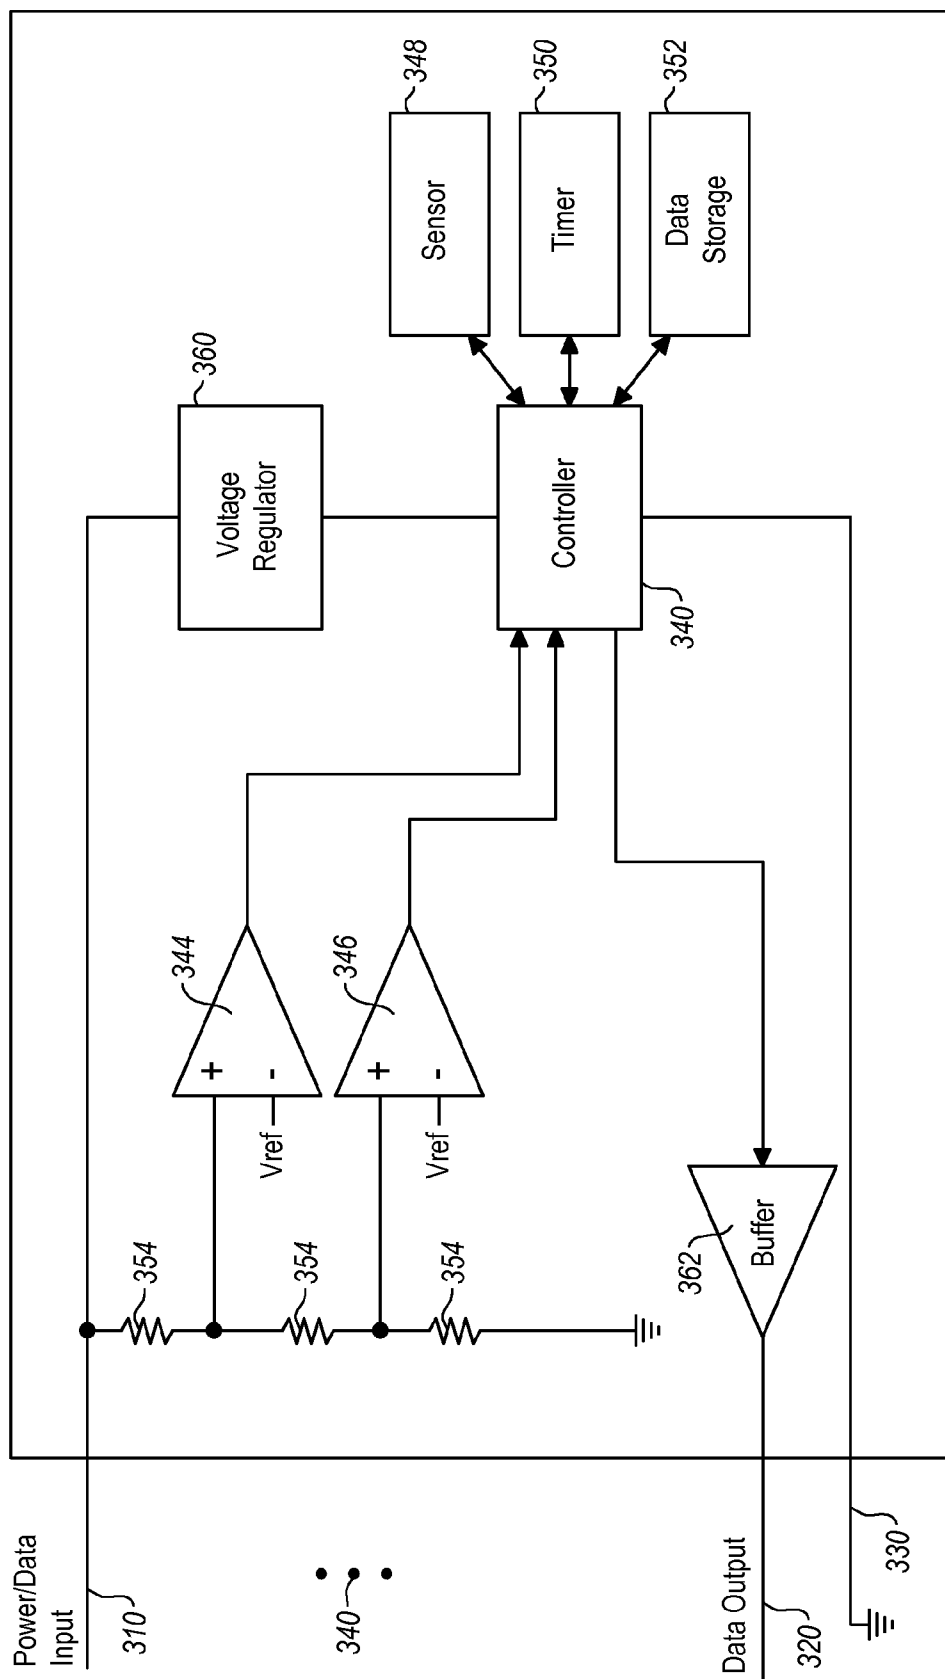 Power/Data
Input
310
340
Data Output
320
330
354
354
354
344
+
-
Vref
346
+
-
Vref
362
Buffer
360
Voltage
Regulator
Controller
340
348
Sensor
350
Timer
352
Data
Storage